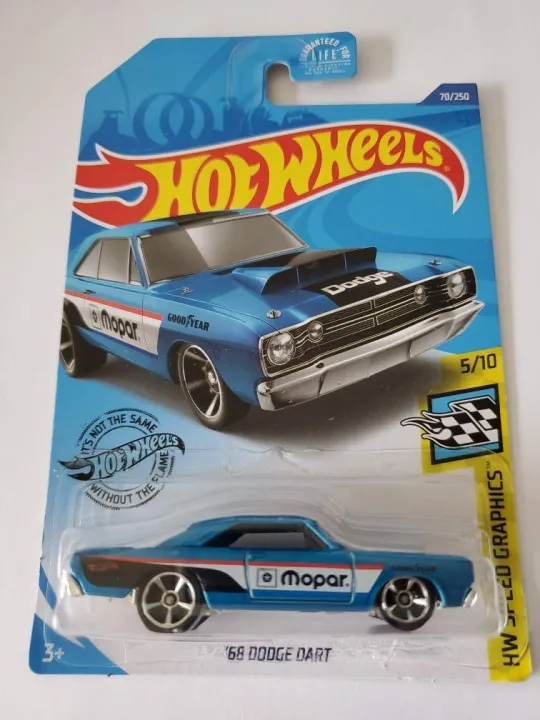 GUARANTEED FOR
LIFE
70/250
HOT WHEELS
Dodge
GOODYEAR
Mopar
5/10
IT'S NOT THE SAME
HOT WHEELS
WITHOUT THE FLAME
HW SPEED GRAPHICS™
Mopar
3+
'68 DODGE DART